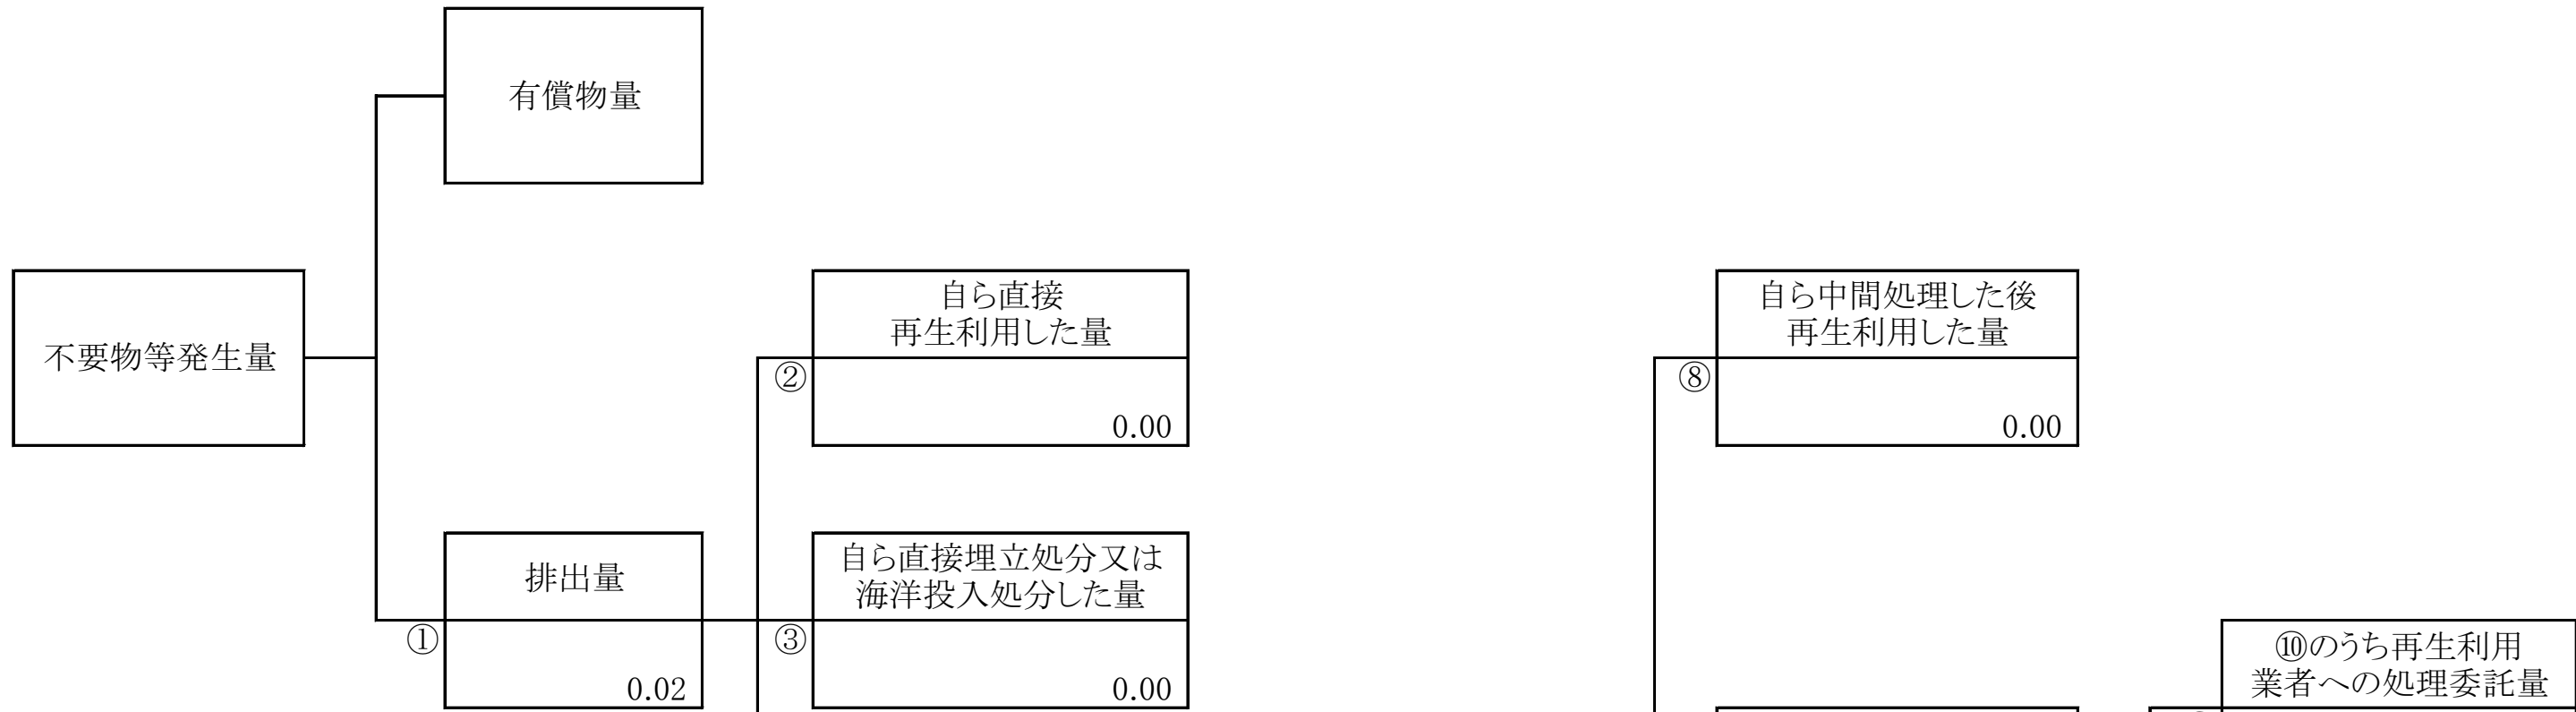 有償物量
不要物等発生量
自ら直接
再生利用した量
②
0.00
自ら中間処理した後
再生利用した量
⑧
0.00
排出量
①
0.02
自ら直接埋立処分又は
海洋投入処分した量
③
0.00
⑩のうち再生利用
業者への処理委託量